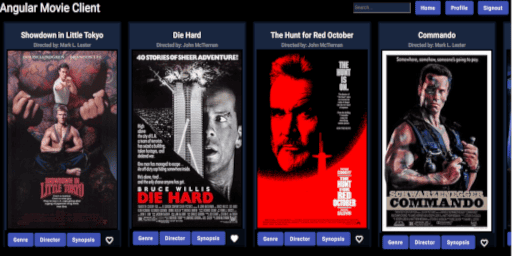 Angular Movie Client
Search...
Home
Profile
Signout
Showdown in Little Tokyo
Directed by: Mark L. Lester
SHOWDOWN IN
LITTLE TOKYO
Genre
Director
Synopsis
Die Hard
Directed by: John McTiernan
40 STORIES OF SHEER ADVENTURE!
BRUCE WILLIS
DIE HARD
Genre
Director
Synopsis
The Hunt for Red October
Directed by: John McTiernan
THE
HUNT
IS
ON.
THE
HUNT
FOR
RED
OCTOBER
Genre
Director
Synopsis
Commando
Directed by: Mark L. Lester
Somewhere, somehow, someone's going to pay.
SCHWARZENEGGER
COMMANDO
Genre
Director
Synopsis